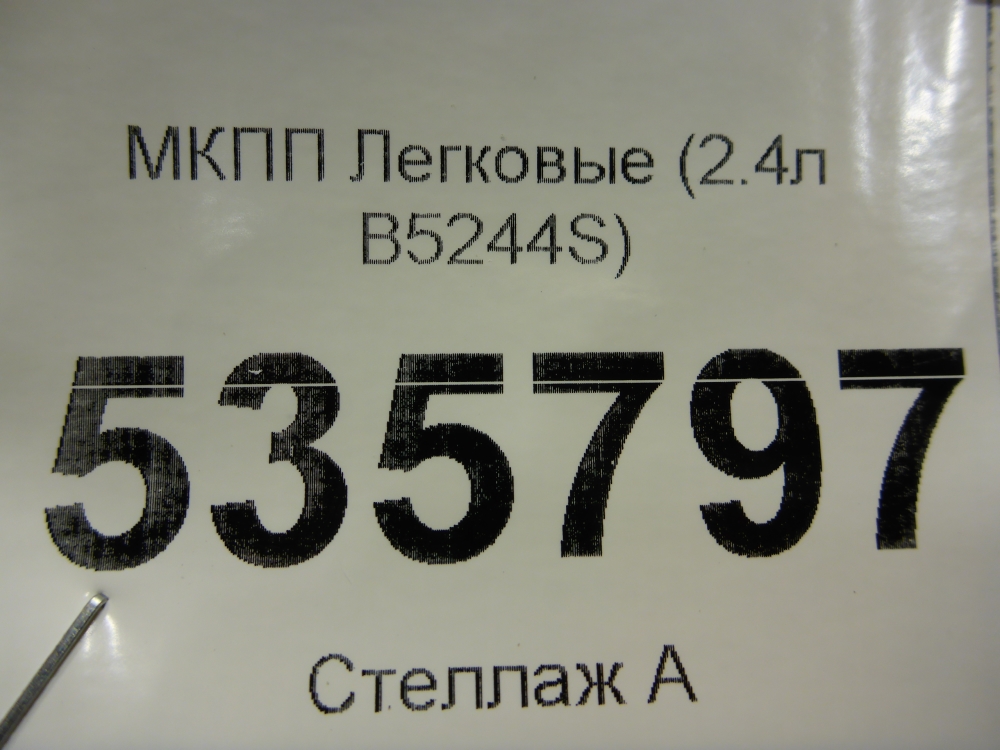 МКПП Легковые (2.4л
B5244S)
535797
Стеллаж А